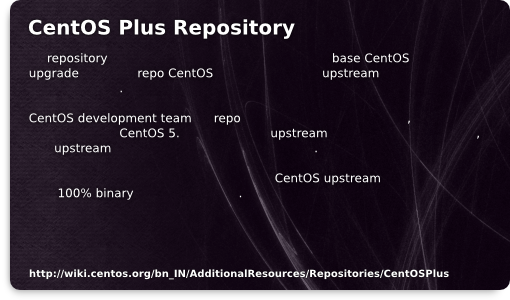 CentOS Plus Repository
repository base CentOS
upgrade repo CentOS upstream
.
CentOS development team repo ,
CentOS 5. upstream ,
upstream .
CentOS upstream
100% binary .
http://wiki.centos.org/bn_IN/AdditionalResources/Repositories/CentOSPlus